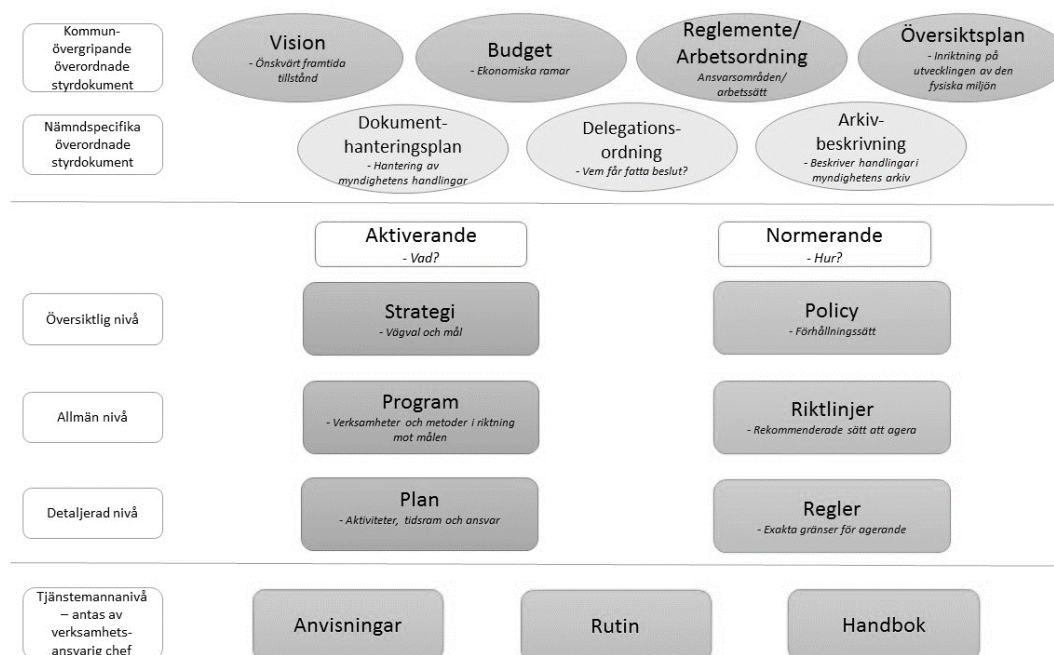 Kommun-
övergripande
överordnade
styrdokument
Vision
- Önskvärt framtida
tillstånd
Budget
- Ekonomiska ramar
Reglemente/
Arbetsordning
Ansvarsområden/
arbetssätt
Översiktsplan
- Inriktning på
utvecklingen av den
fysiska miljön
Nämndspecifika
överordnade
styrdokument
Dokument-
hanteringsplan
- Hantering av
myndighetens handlingar
Delegations-
ordning
- Vem får fatta beslut?
Arkiv-
beskrivning
- Beskriver handlingar i
myndighetens arkiv
Aktiverande
- Vad?
Normerande
- Hur?
Översiktlig nivå
Strategi
- Vägval och mål
Policy
- Förhållningssätt
Allmän nivå
Program
- Verksamheter och metoder i riktning
mot målen
Riktlinjer
- Rekommenderade sätt att agera
Detaljerad nivå
Plan
- Aktiviteter, tidsram och ansvar
Regler
- Exakta gränser för agerande
Tjänstemannanivå
– antas av
verksamhets-
ansvarig chef
Anvisningar
Rutin
Handbok